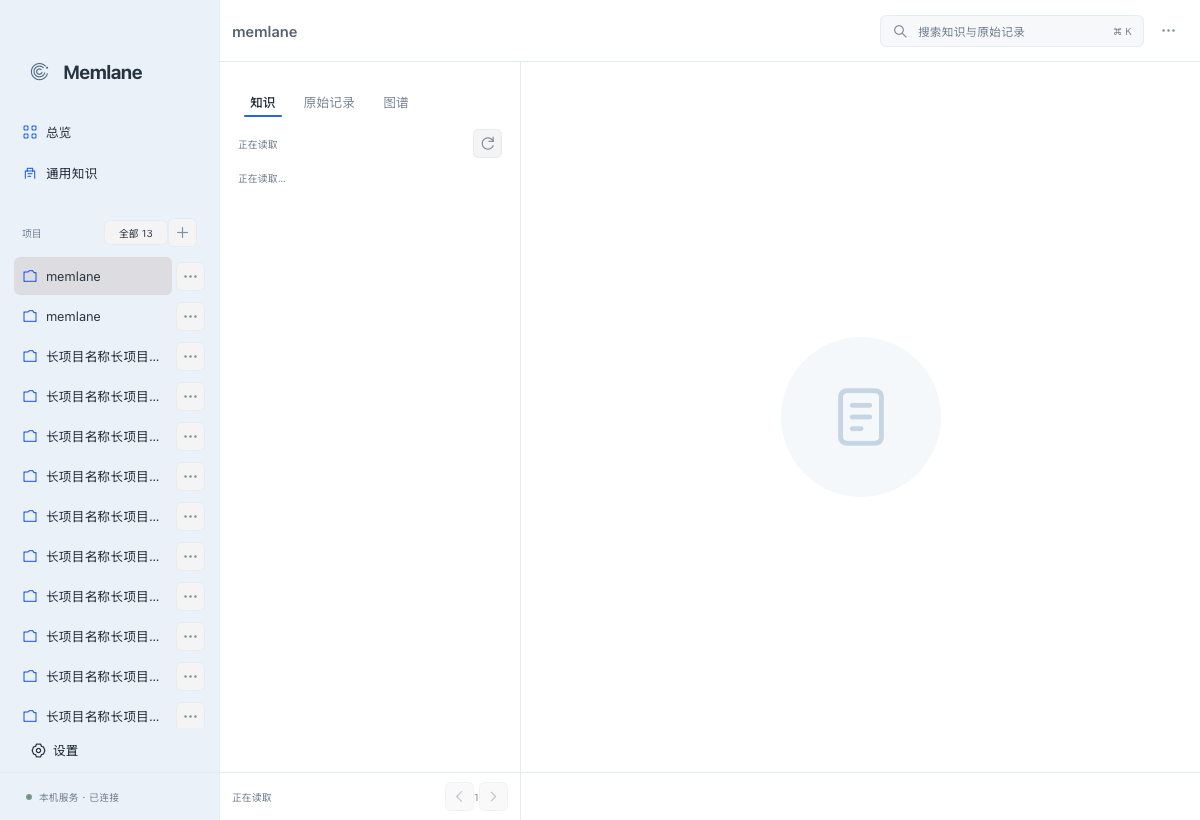 memlane
搜索知识与原始记录
⌘ K
Memlane
总览
通用知识
项目
全部 13
memlane
memlane
长项目名称长项目...
长项目名称长项目...
长项目名称长项目...
长项目名称长项目...
长项目名称长项目...
长项目名称长项目...
长项目名称长项目...
长项目名称长项目...
长项目名称长项目...
长项目名称长项目...
设置
本机服务 · 已连接
知识
原始记录
图谱
正在读取
正在读取...
正在读取
1